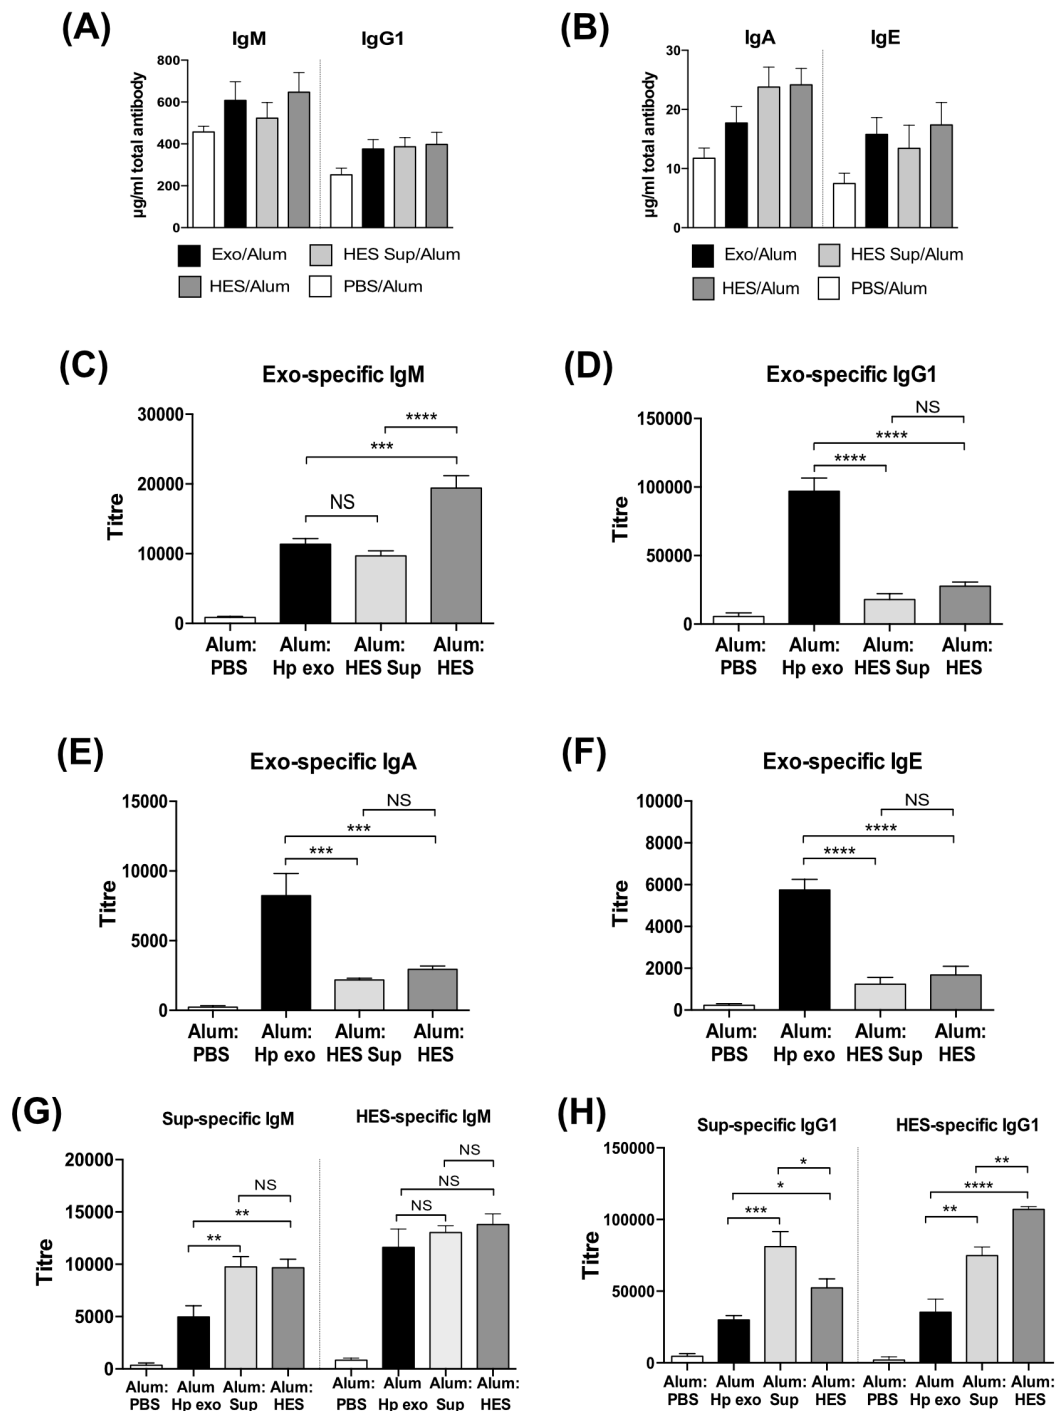 (A)
IgM IgG1
µg/ml total antibody
800
600
400
200
0
Exo/Alum HES Sup/Alum
HES/Alum PBS/Alum
(B)
IgA IgE
µg/ml total antibody
30
20
10
0
Exo/Alum HES Sup/Alum
HES/Alum PBS/Alum
(C)
Exo-specific IgM
Titre
30000
20000
10000
0
****
***
NS
Alum: Alum: Alum: Alum:
PBS Hp exo HES Sup HES
(D)
Exo-specific IgG1
Titre
150000
100000
50000
0
NS
****
****
Alum: Alum: Alum: Alum:
PBS Hp exo HES Sup HES
(E)
Exo-specific IgA
Titre
15000
10000
5000
0
NS
***
***
Alum: Alum: Alum: Alum:
PBS Hp exo HES Sup HES
(F)
Exo-specific IgE
Titre
10000
8000
6000
4000
2000
0
NS
****
****
Alum: Alum: Alum: Alum:
PBS Hp exo HES Sup HES
(G)
Sup-specific IgM HES-specific IgM
Titre
20000
15000
10000
5000
0
NS
**
**
NS
NS
NS
Alum: Alum Alum: Alum: Alum: Alum Alum: Alum:
PBS Hp exo Sup HES PBS Hp exo Sup HES
(H)
Sup-specific IgG1 HES-specific IgG1
Titre
150000
100000
50000
0
*
*
***
**
****
**
Alum: Alum Alum: Alum: Alum: Alum Alum: Alum:
PBS Hp exo Sup HES PBS Hp exo Sup HES